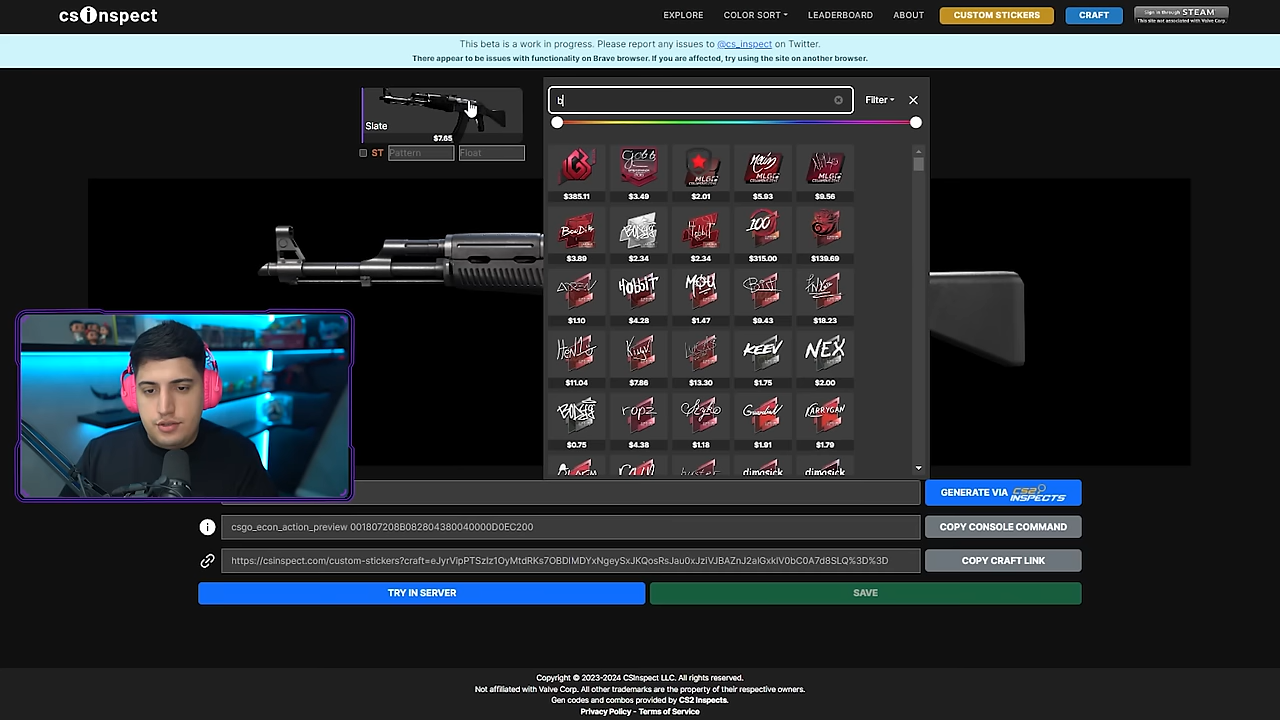 csinspect
EXPLORE
COLOR SORT
LEADERBOARD
ABOUT
CUSTOM STICKERS
CRAFT
Sign in through STEAM
This site not associated with Valve Corp.
This beta is a work in progress. Please report any issues to @cs_inspect on Twitter.
There appear to be issues with functionality on Brave browser. If you are affected, try using the site on another browser.
Slate
$7.65
ST
Pattern
Float
b
Filter
$385.11
$3.49
$2.01
$5.93
$9.56
$3.89
$2.34
$2.34
$315.00
$139.69
$1.10
$4.28
$1.47
$9.43
$18.23
$11.04
$7.86
$13.30
$1.75
$2.00
$0.75
$4.38
$1.18
$1.91
$1.79
GENERATE VIA CS2 INSPECTS
csgo_econ_action_preview 001807208B082804380040000D0EC200
COPY CONSOLE COMMAND
https://csinspect.com/custom-stickers?craft=eJyrVipPTSzIz1OyMtdRKs7OBDIMDYxNgeySxJKQosRsJau0xJziVJBAZnJ2alGxkIV0bC0A7d8SLQ%3D%3D
COPY CRAFT LINK
TRY IN SERVER
SAVE
Copyright © 2023-2024 CSInspect LLC. All rights reserved.
Not affiliated with Valve Corp. All other trademarks are the property of their respective owners.
Gen codes and combos provided by CS2 Inspects.
Privacy Policy - Terms of Service